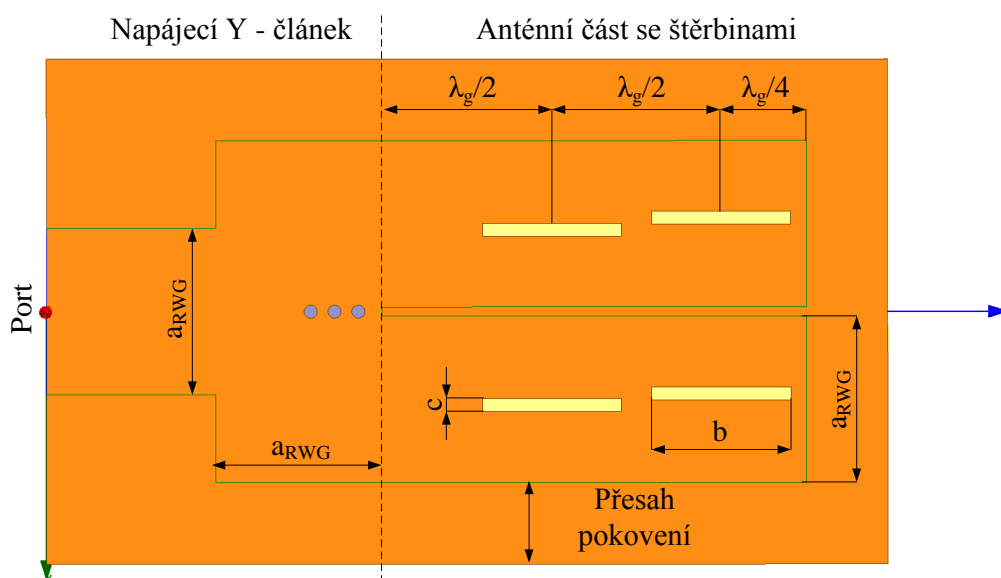 Napájecí Y - článek
Anténní část se štěrbinami
λg/2
λg/2
λg/4
Port
aRWG
aRWG
c
b
aRWG
Přesah
pokovení